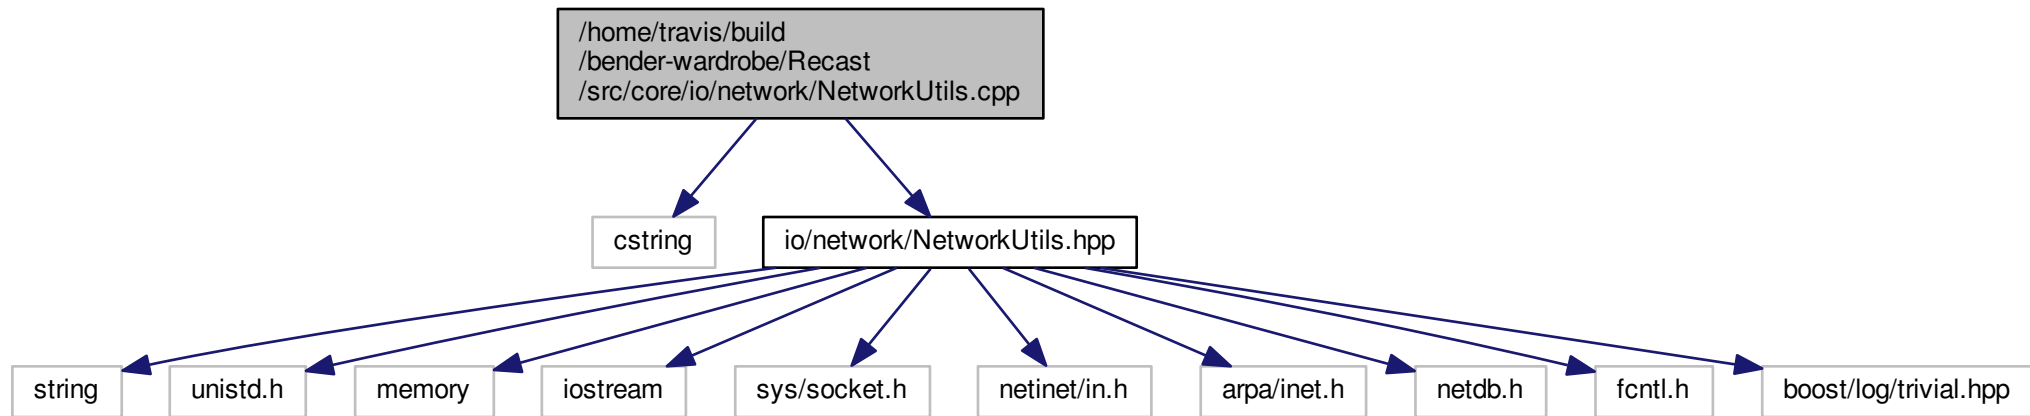 /home/travis/build
/bender-wardrobe/Recast
/src/core/io/network/NetworkUtils.cpp
cstring
io/network/NetworkUtils.hpp
string
unistd.h
memory
iostream
sys/socket.h
netinet/in.h
arpa/inet.h
netdb.h
fcntl.h
boost/log/trivial.hpp